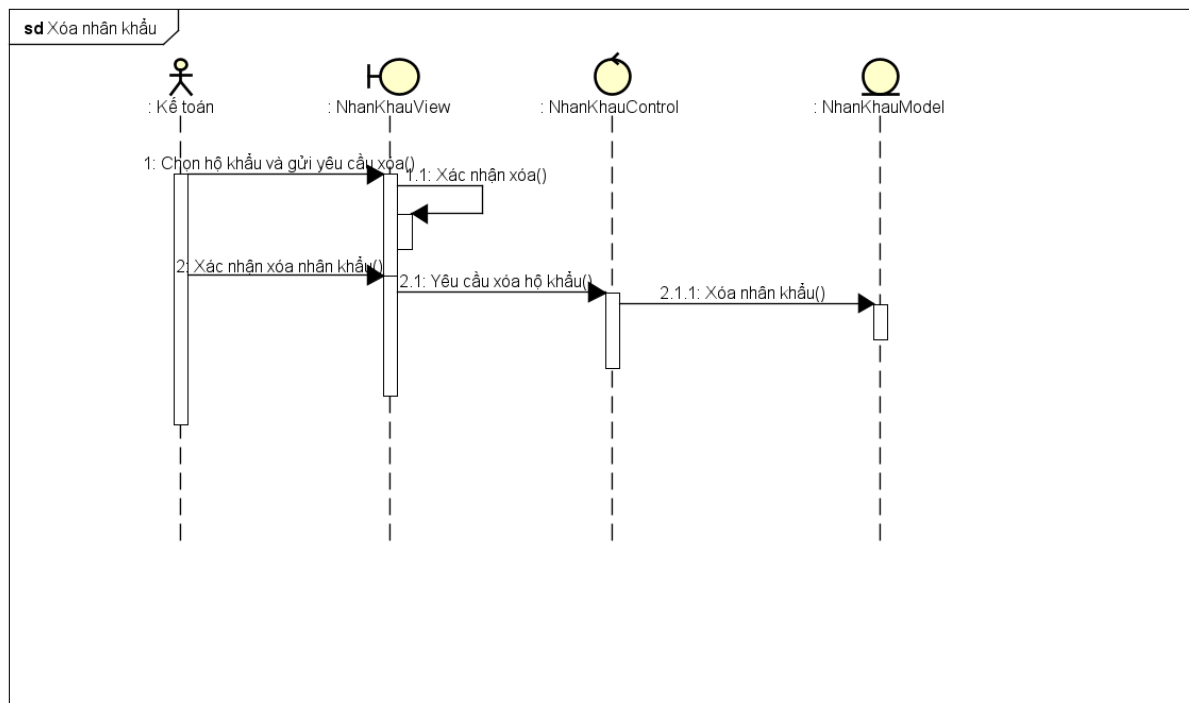 sd Xóa nhân khẩu
: Kế toán
: NhanKhauView
: NhanKhauControl
: NhanKhauModel
1: Chọn hộ khẩu và gửi yêu cầu xóa()
1.1: Xác nhận xóa()
2: Xác nhận xóa nhân khẩu()
2.1: Yêu cầu xóa hộ khẩu()
2.1.1: Xóa nhân khẩu()